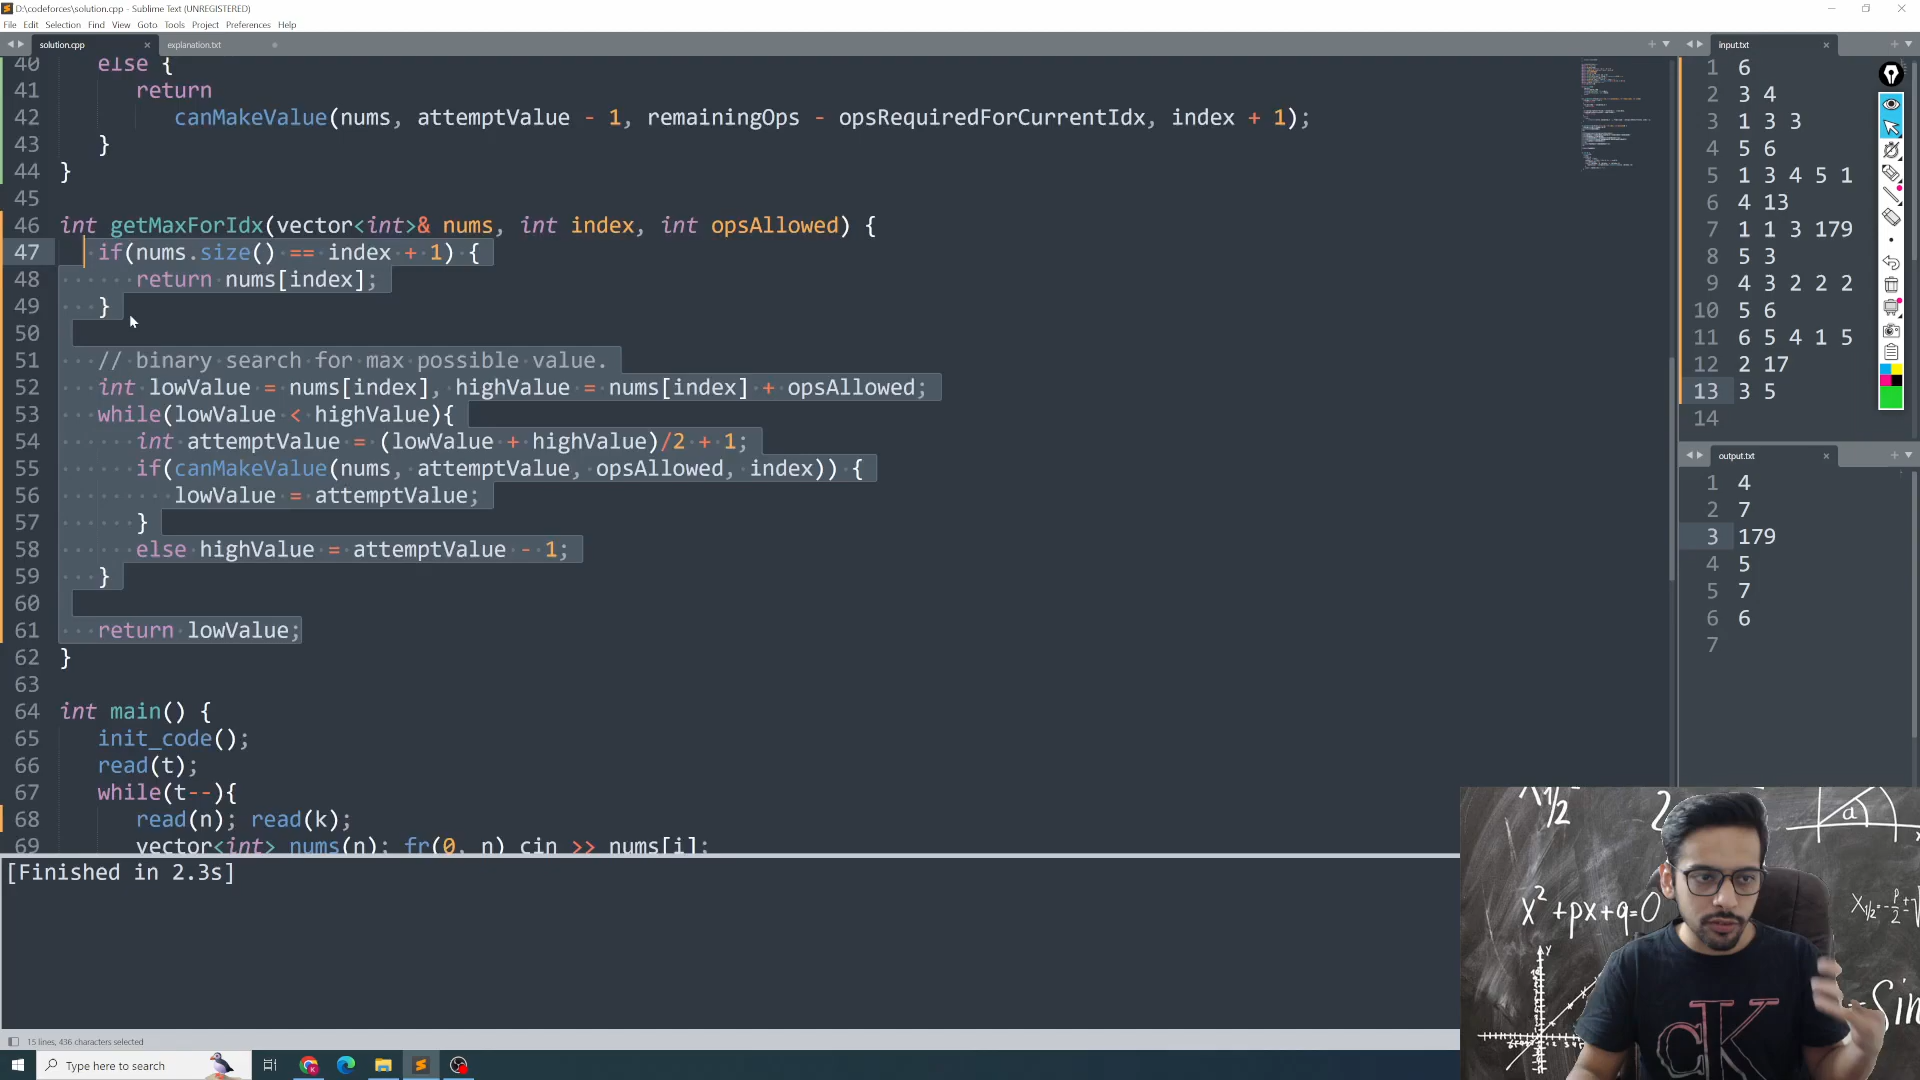 D:\codeforces\solution.cpp - Sublime Text (UNREGISTERED)
File Edit Selection Find View Goto Tools Project Preferences Help
solution.cpp
explanation.txt
40 else {
41 return
42 canMakeValue(nums, attemptValue - 1, remainingOps - opsRequiredForCurrentIdx, index + 1);
43 }
44 }
45
46 int getMaxForIdx(vector<int>& nums, int index, int opsAllowed) {
47 if(nums.size() == index + 1) {
48 return nums[index];
49 }
50
51 // binary search for max possible value.
52 int lowValue = nums[index], highValue = nums[index] + opsAllowed;
53 while(lowValue < highValue){
54 int attemptValue = (lowValue + highValue)/2 + 1;
55 if(canMakeValue(nums, attemptValue, opsAllowed, index)) {
56 lowValue = attemptValue;
57 }
58 else highValue = attemptValue - 1;
59 }
60
61 return lowValue;
62 }
63
64 int main() {
65 init_code();
66 read(t);
67 while(t--){
68 read(n); read(k);
69 vector<int> nums(n); fr(0, n) cin >> nums[i];
[Finished in 2.3s]
15 lines, 436 characters selected
Type here to search
input.txt
1 6
2 3 4
3 1 3 3
4 5 6
5 1 3 4 5 1
6 4 13
7 1 1 3 179
8 5 3
9 4 3 2 2 2
10 5 6
11 6 5 4 1 5
12 2 17
13 3 5
14
output.txt
1 4
2 7
3 179
4 5
5 7
6 6
7
x² + px + q = 0
a
y
CK
Sin